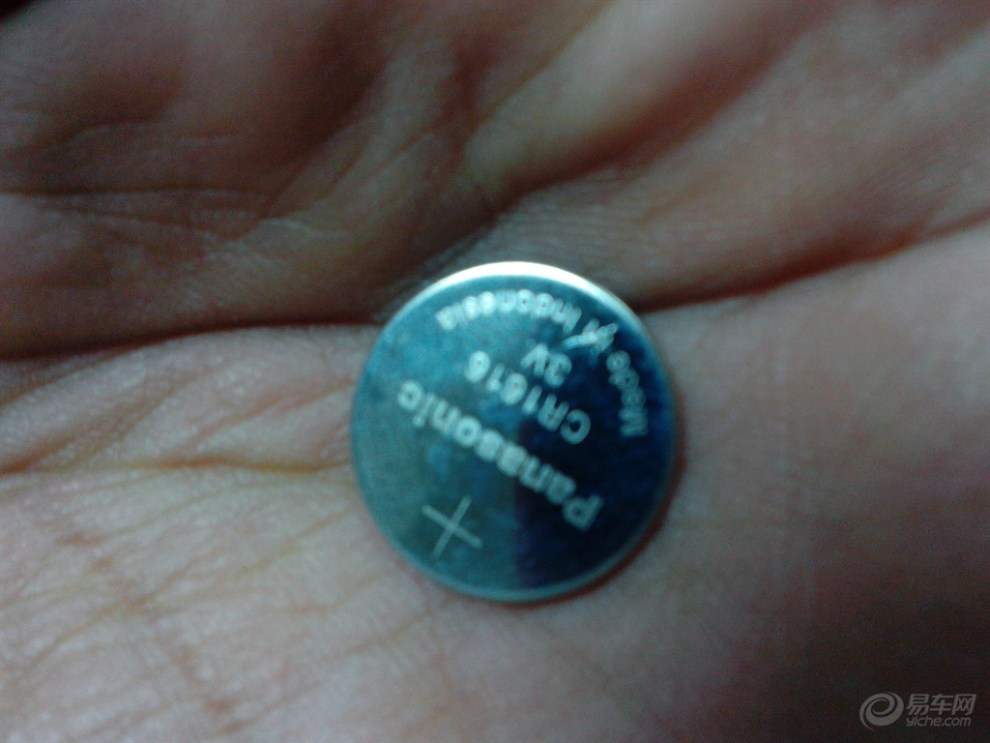 +
Panasonic
CR1616
3V
Made in Indonesia
易车网
yiche.com